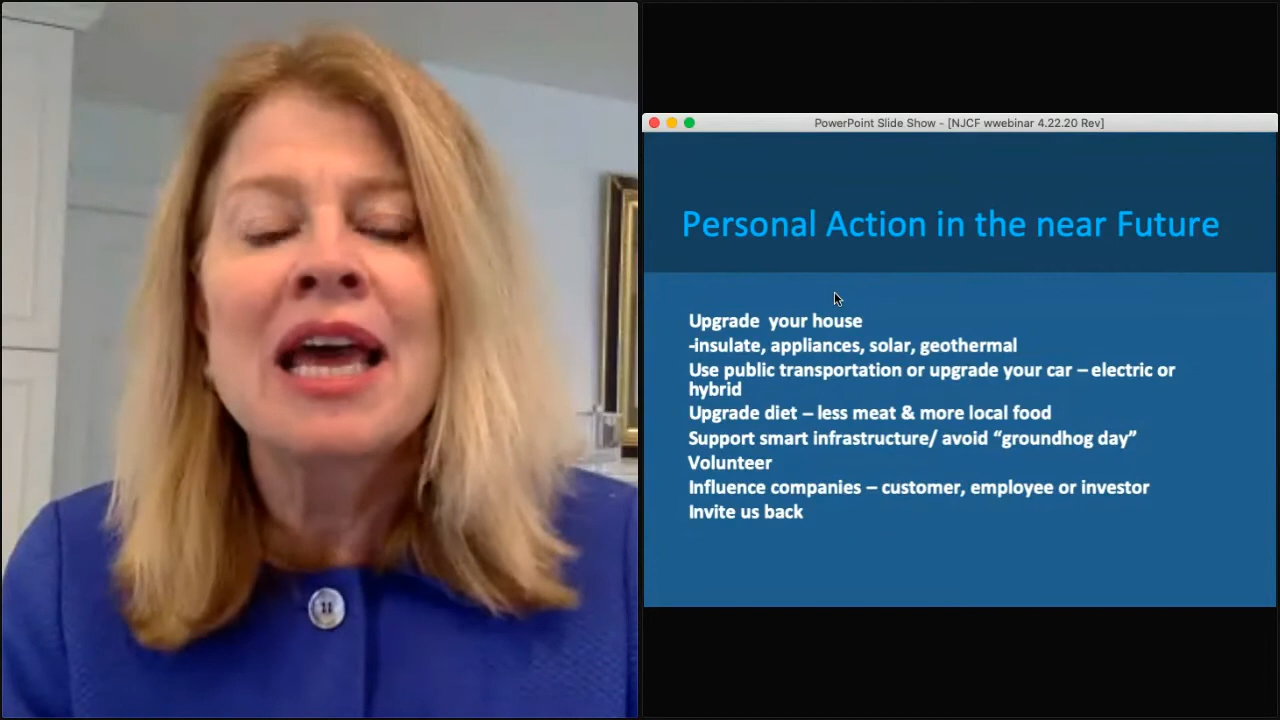 PowerPoint Slide Show - [NJCF wwebinar 4.22.20 Rev]
Personal Action in the near Future
Upgrade  your house
-insulate, appliances, solar, geothermal
Use public transportation or upgrade your car – electric or
hybrid
Upgrade diet – less meat & more local food
Support smart infrastructure/ avoid “groundhog day”
Volunteer
Influence companies – customer, employee or investor
Invite us back